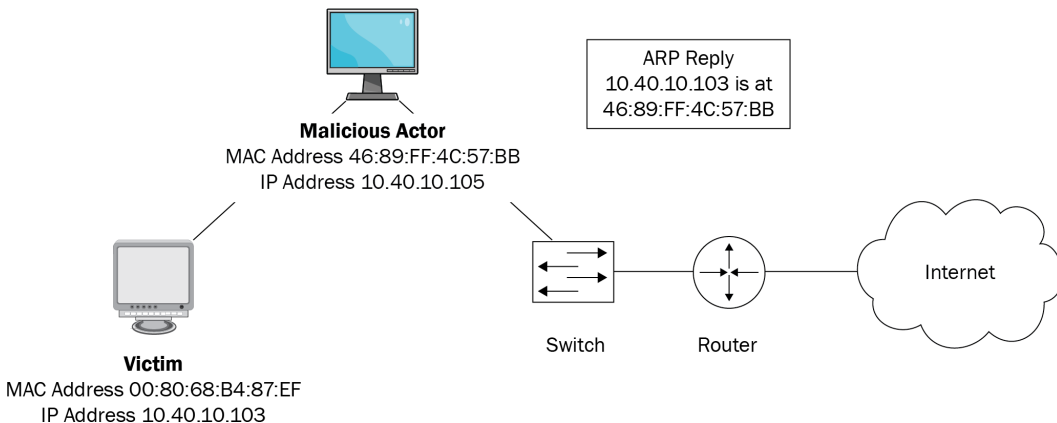 ARP Reply
10.40.10.103 is at
46:89:FF:4C:57:BB
Malicious Actor
MAC Address 46:89:FF:4C:57:BB
IP Address 10.40.10.105
Internet
Switch
Router
Victim
MAC Address 00:80:68:B4:87:EF
IP Address 10.40.10.103